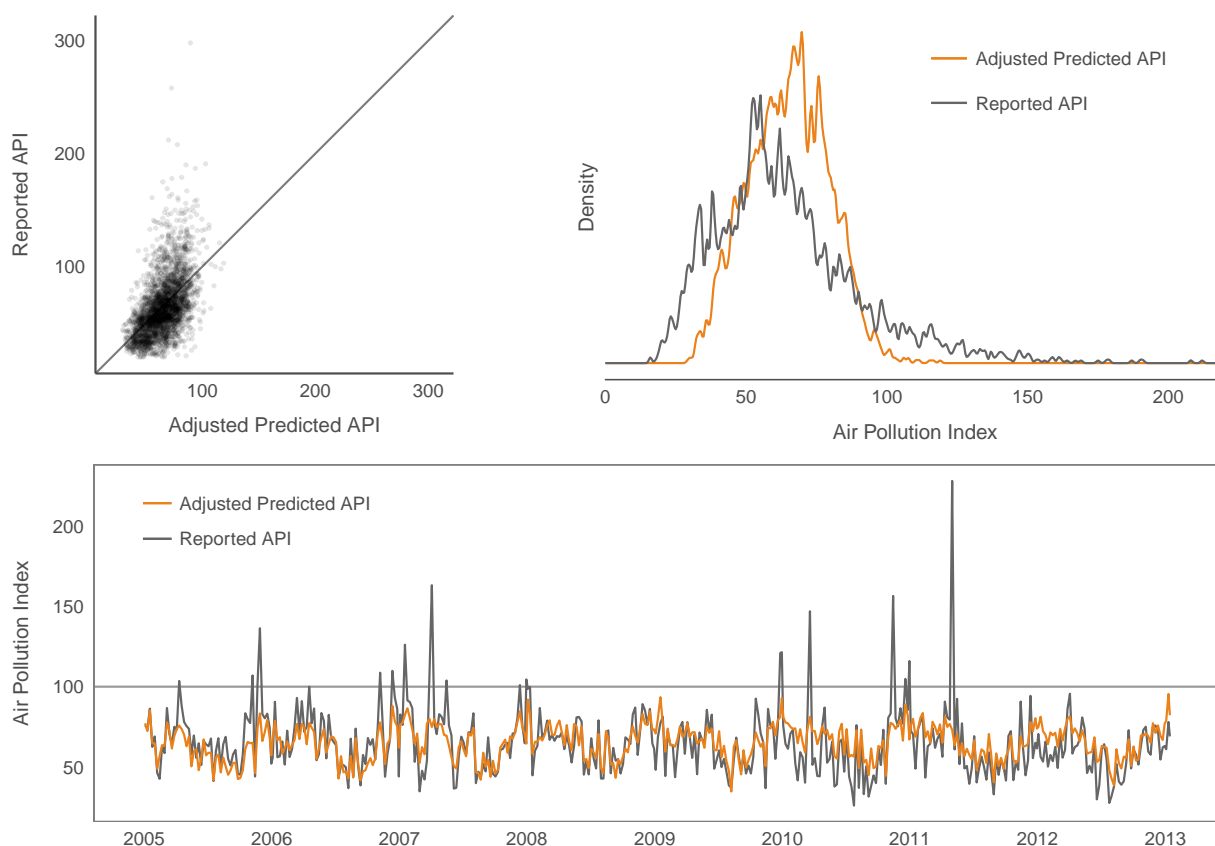 300
200
100
Reported API
100
200
300
Adjusted Predicted API
Adjusted Predicted API
Reported API
Density
0
50
100
150
200
Air Pollution Index
Adjusted Predicted API
Reported API
200
150
100
50
Air Pollution Index
2005
2006
2007
2008
2009
2010
2011
2012
2013